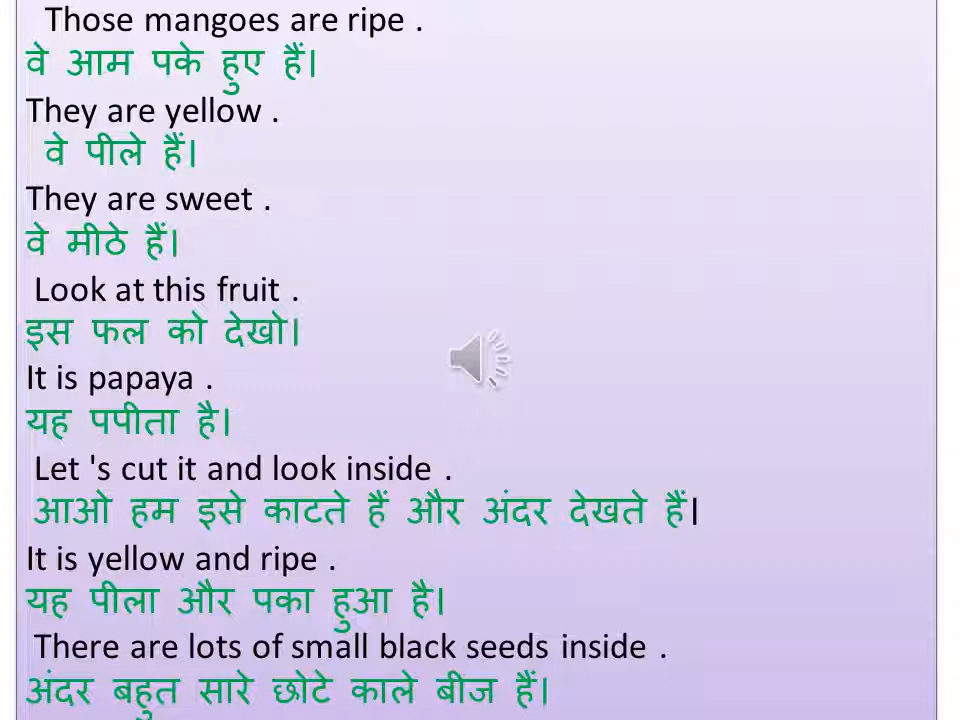 Those mangoes are ripe .
वे आम पके हुए हैं।
They are yellow .
वे पीले हैं।
They are sweet .
वे मीठे हैं।
Look at this fruit .
इस फल को देखो।
It is papaya .
यह पपीता है।
Let 's cut it and look inside .
आओ हम इसे काटते हैं और अंदर देखते हैं।
It is yellow and ripe .
यह पीला और पका हुआ है।
There are lots of small black seeds inside .
अंदर बहुत सारे छोटे काले बीज हैं।